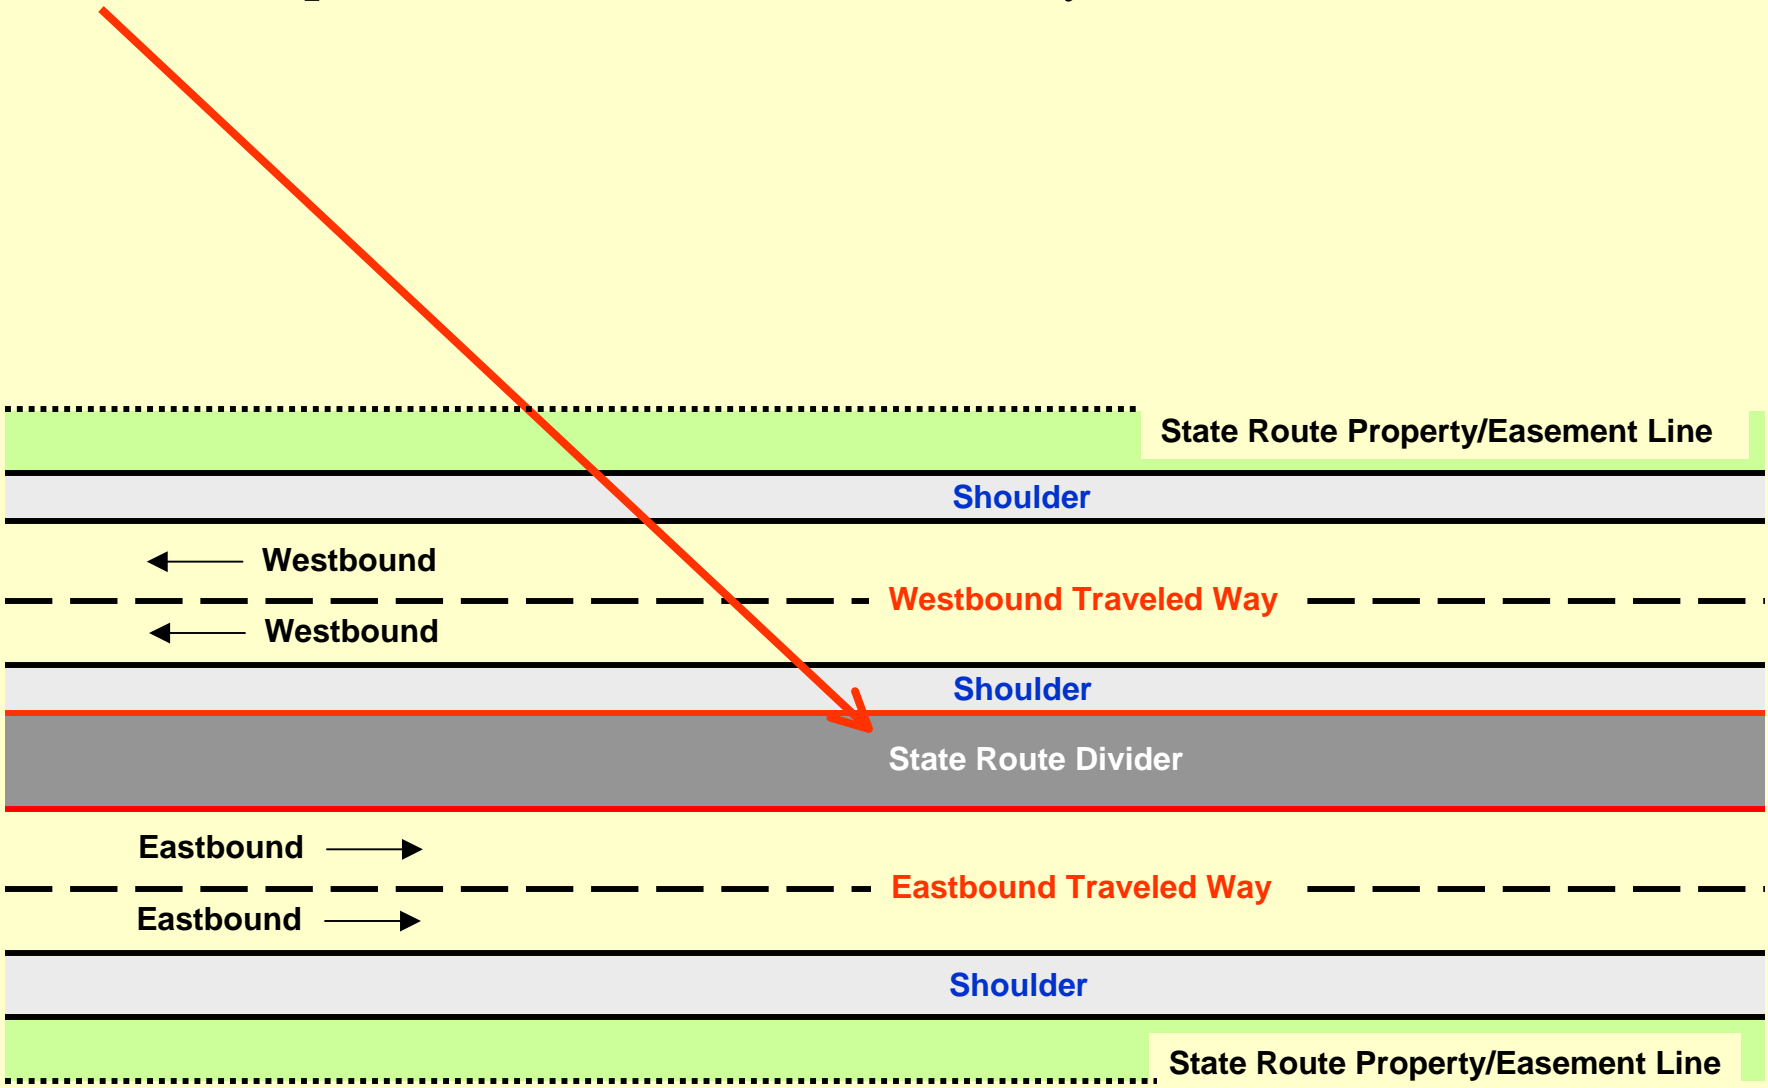 State Route Property/Easement Line
Shoulder
Westbound
Westbound Traveled Way
Westbound
Shoulder
State Route Divider
Eastbound
Eastbound Traveled Way
Eastbound
Shoulder
State Route Property/Easement Line